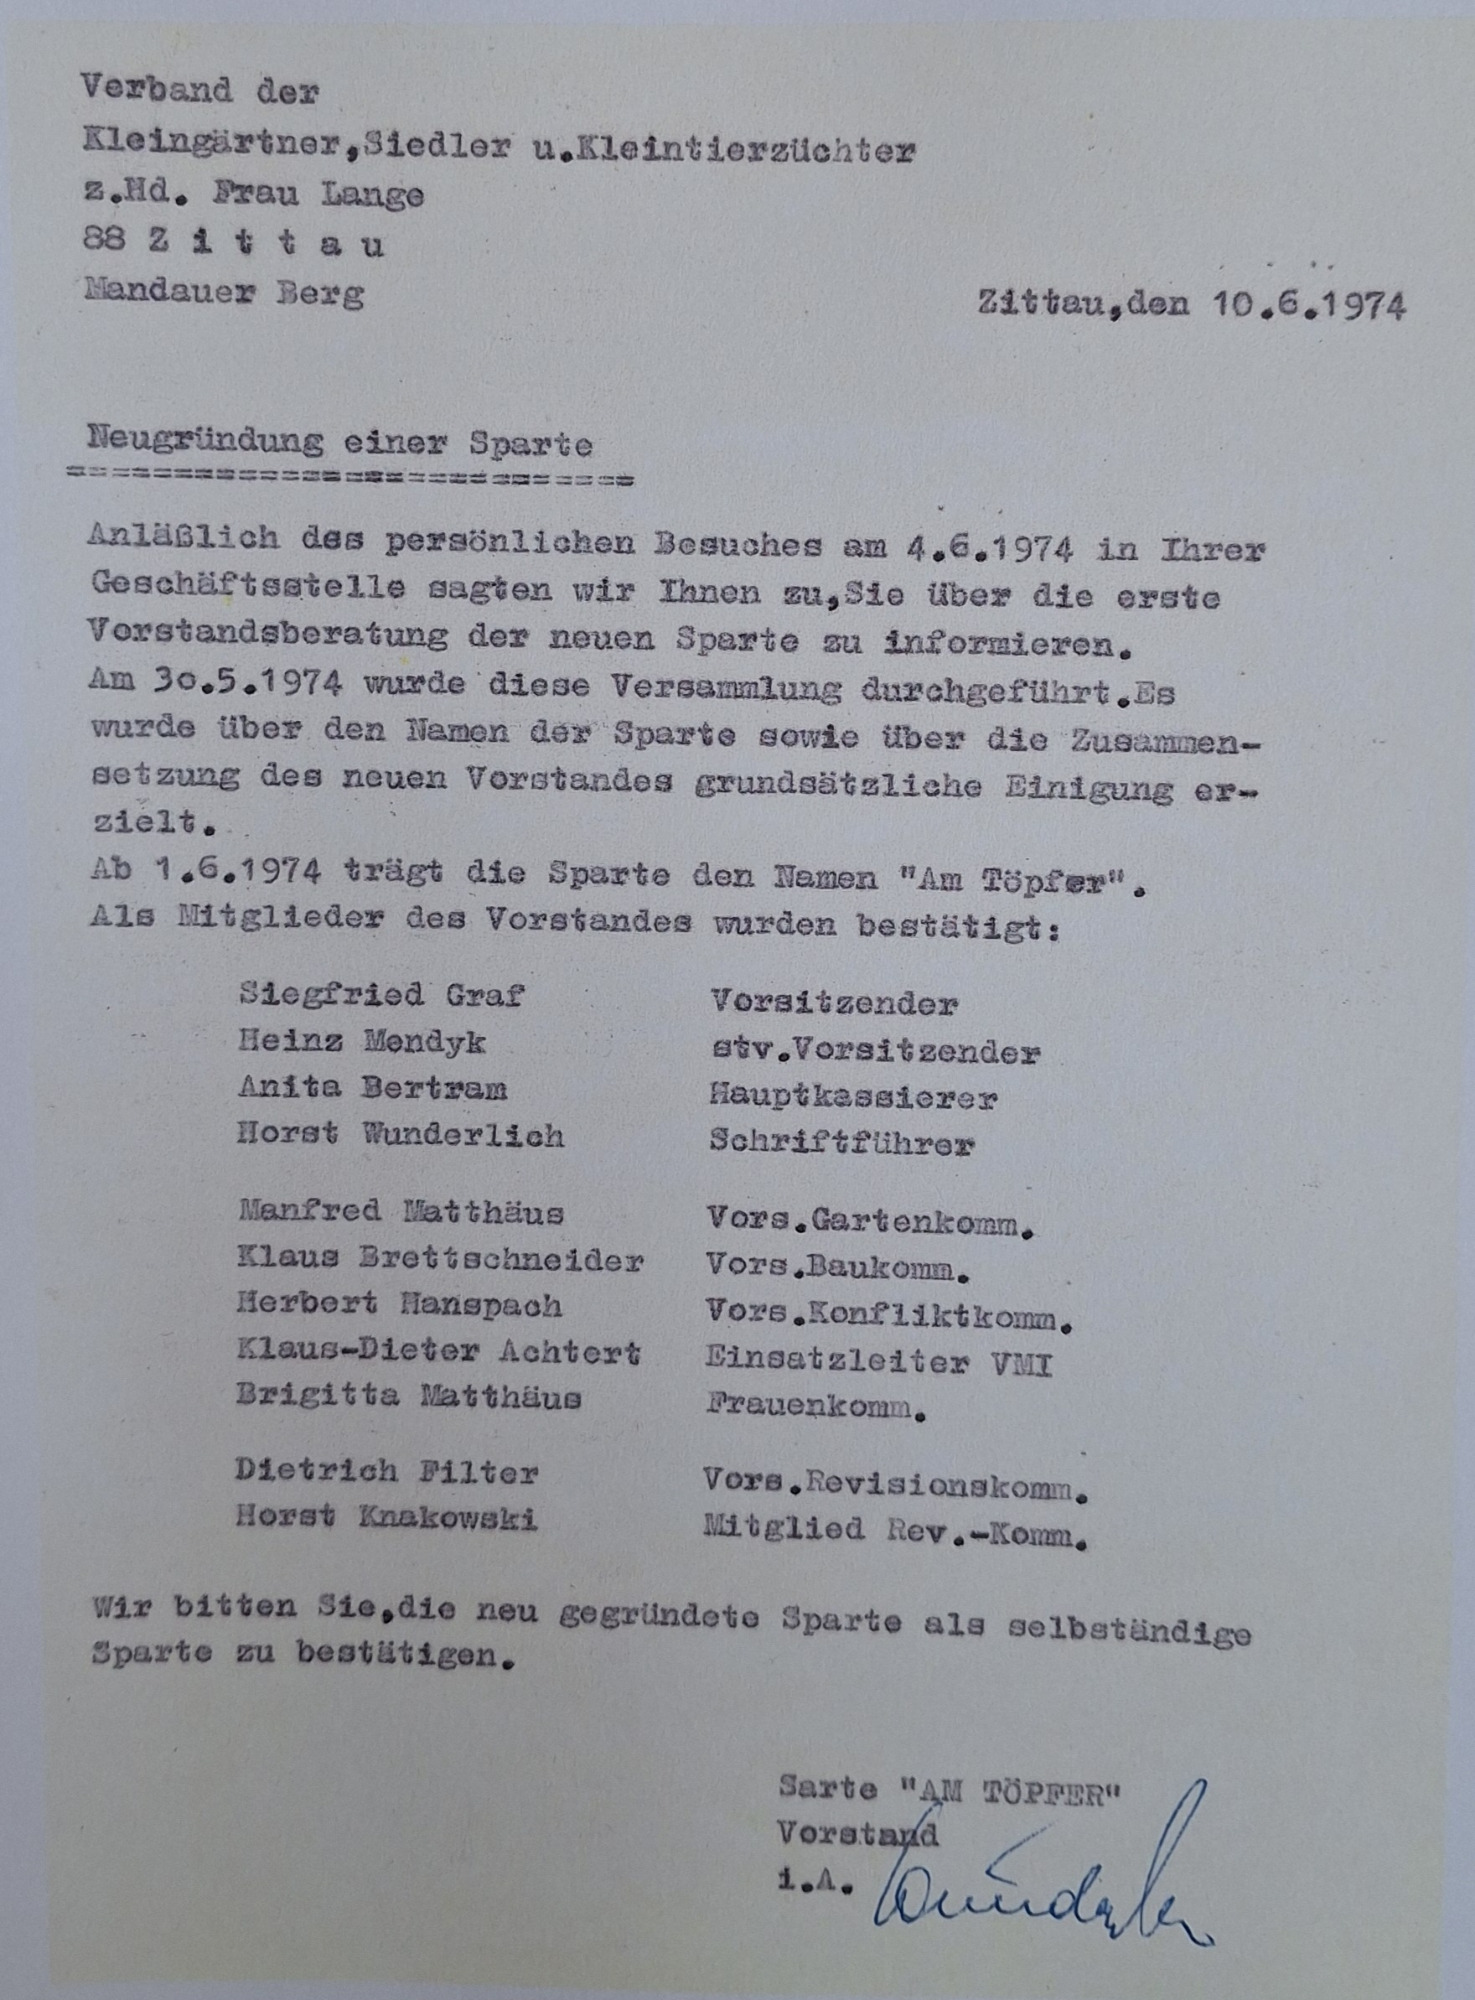 Verband der
Kleingärtner,Siedler u.Kleintierzüchter
z.Hd. Frau Lange
88 Z i t t a u
Mandauer Berg
Zittau,den 10.6.1974
Neugründung einer Sparte
===========================
Anläßlich des persönlichen Besuches am 4.6.1974 in Ihrer
Geschäftsstelle sagten wir Ihnen zu,Sie über die erste
Vorstandsberatung der neuen Sparte zu informieren.
Am 3o.5.1974 wurde diese Versammlung durchgeführt.Es
wurde über den Namen der Sparte sowie über die Zusammen-
setzung des neuen Vorstandes grundsätzliche Einigung er-
zielt.
Ab 1.6.1974 trägt die Sparte den Namen "Am Töpfer".
Als Mitglieder des Vorstandes wurden bestätigt:
Siegfried Graf Vorsitzender
Heinz Mendyk stv.Vorsitzender
Anita Bertram Hauptkassierer
Horst Wunderlich Schriftführer
Manfred Matthäus Vors.Gartenkomm.
Klaus Brettschneider Vors.Baukomm.
Herbert Hanspach Vors.Konfliktkomm.
Klaus-Dieter Achtert Einsatzleiter VMI
Brigitta Matthäus Frauenkomm.
Dietrich Filter Vors.Revisionskomm.
Horst Knakowski Mitglied Rev.-Komm.
Wir bitten Sie,die neu gegründete Sparte als selbständige
Sparte zu bestätigen.
Sarte "AM TÖPFER"
Vorstand
i.A.